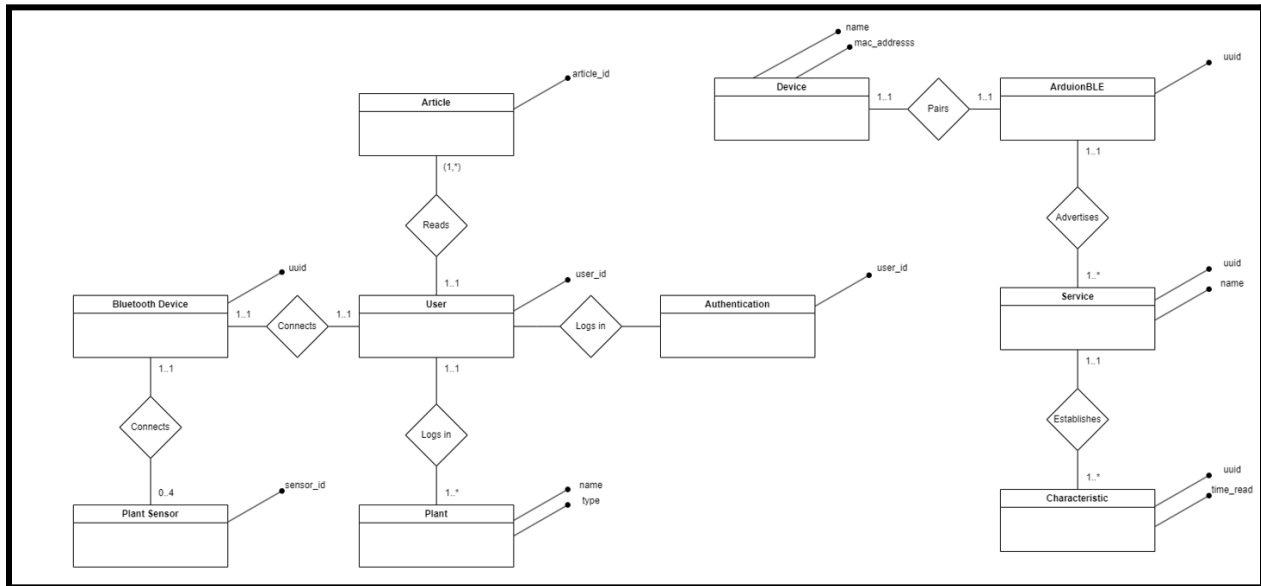 name
mac_addresss
uuid
article_id
Device
ArduionBLE
Article
1..1
Pairs
1..1
1..1
(1,*)
Advertises
Reads
uuid
user_id
user_id
uuid
1..*
name
1..1
Bluetooth Device
User
Authentication
Service
1..1
Connects
1..1
Logs in
1..1
1..1
1..1
Connects
Logs in
Establishes
uuid
1..*
sensor_id
name
time_read
0..4
1..*
type
Characteristic
Plant Sensor
Plant